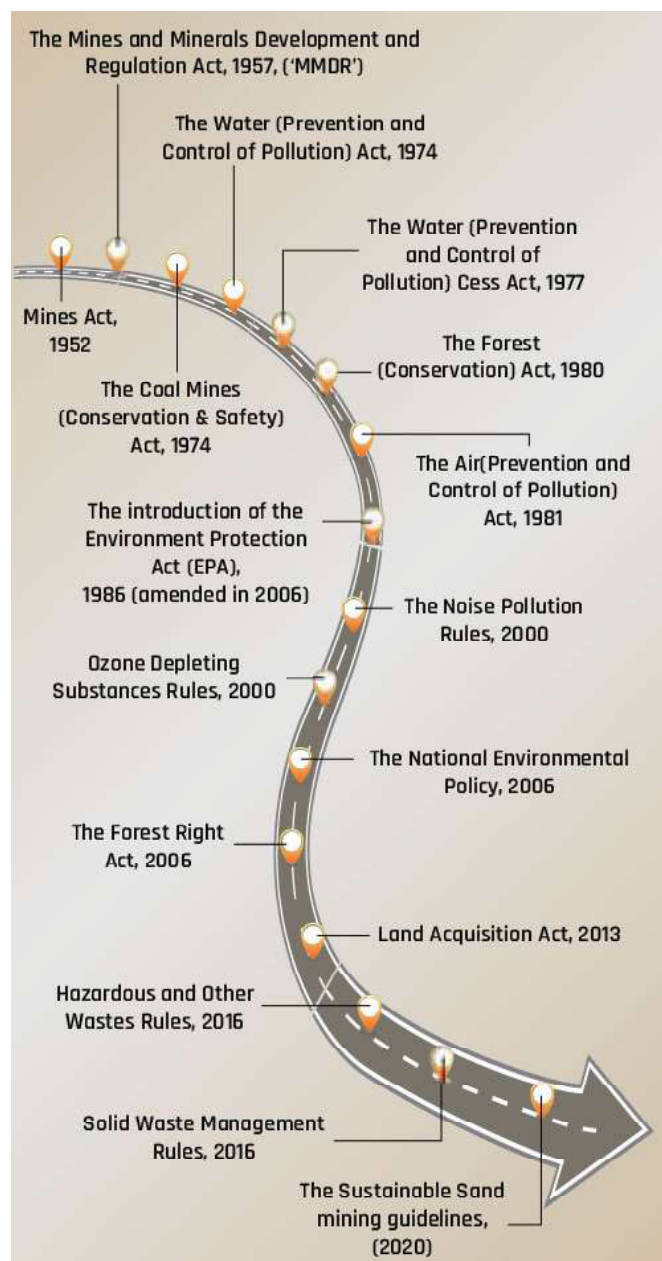 The Mines and Minerals Development and
Regulation Act, 1957, (‘MMDR’)
The Water (Prevention and
Control of Pollution) Act, 1974
The Water (Prevention
and Control of
Pollution) Cess Act, 1977
Mines Act,
1952
The Forest
(Conservation) Act, 1980
The Coal Mines
(Conservation & Safety)
Act, 1974
The Air(Prevention and
Control of Pollution)
Act, 1981
The introduction of the
Environment Protection
Act (EPA),
1986 (amended in 2006)
The Noise Pollution
Rules, 2000
Ozone Depleting
Substances Rules, 2000
The National Environmental
Policy, 2006
The Forest Right
Act, 2006
Land Acquisition Act, 2013
Hazardous and Other
Wastes Rules, 2016
Solid Waste Management
Rules, 2016
The Sustainable Sand
mining guidelines,
(2020)